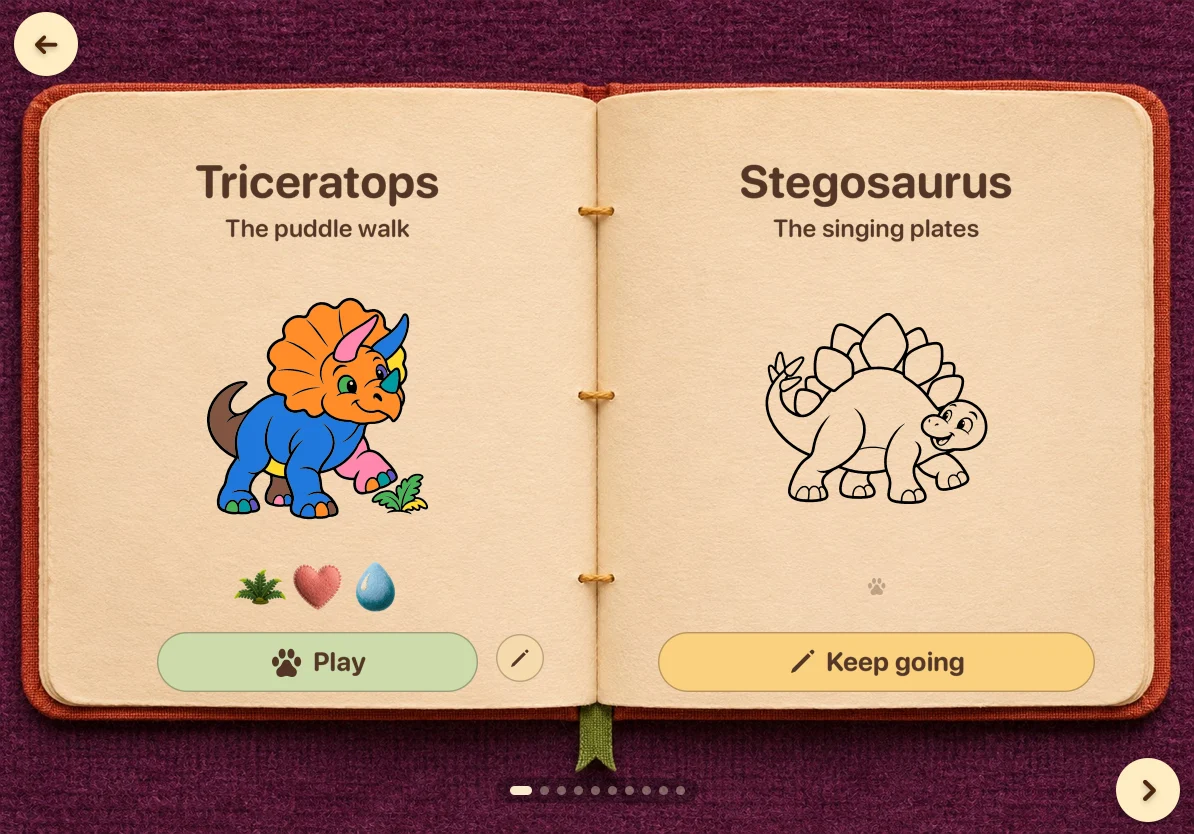 Triceratops
The puddle walk
Play
Stegosaurus
The singing plates
Keep going